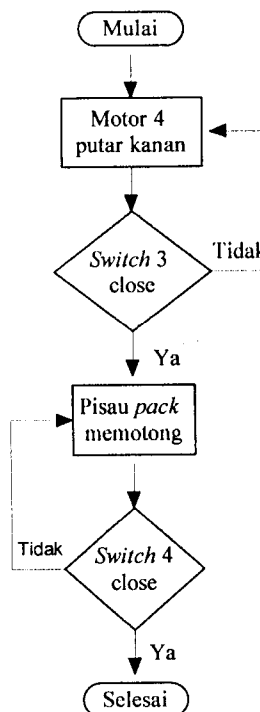 Mulai
Motor 4
putar kanan
Switch 3
close
Tidak
Ya
Pisau pack
memotong
Tidak
Switch 4
close
Ya
Selesai